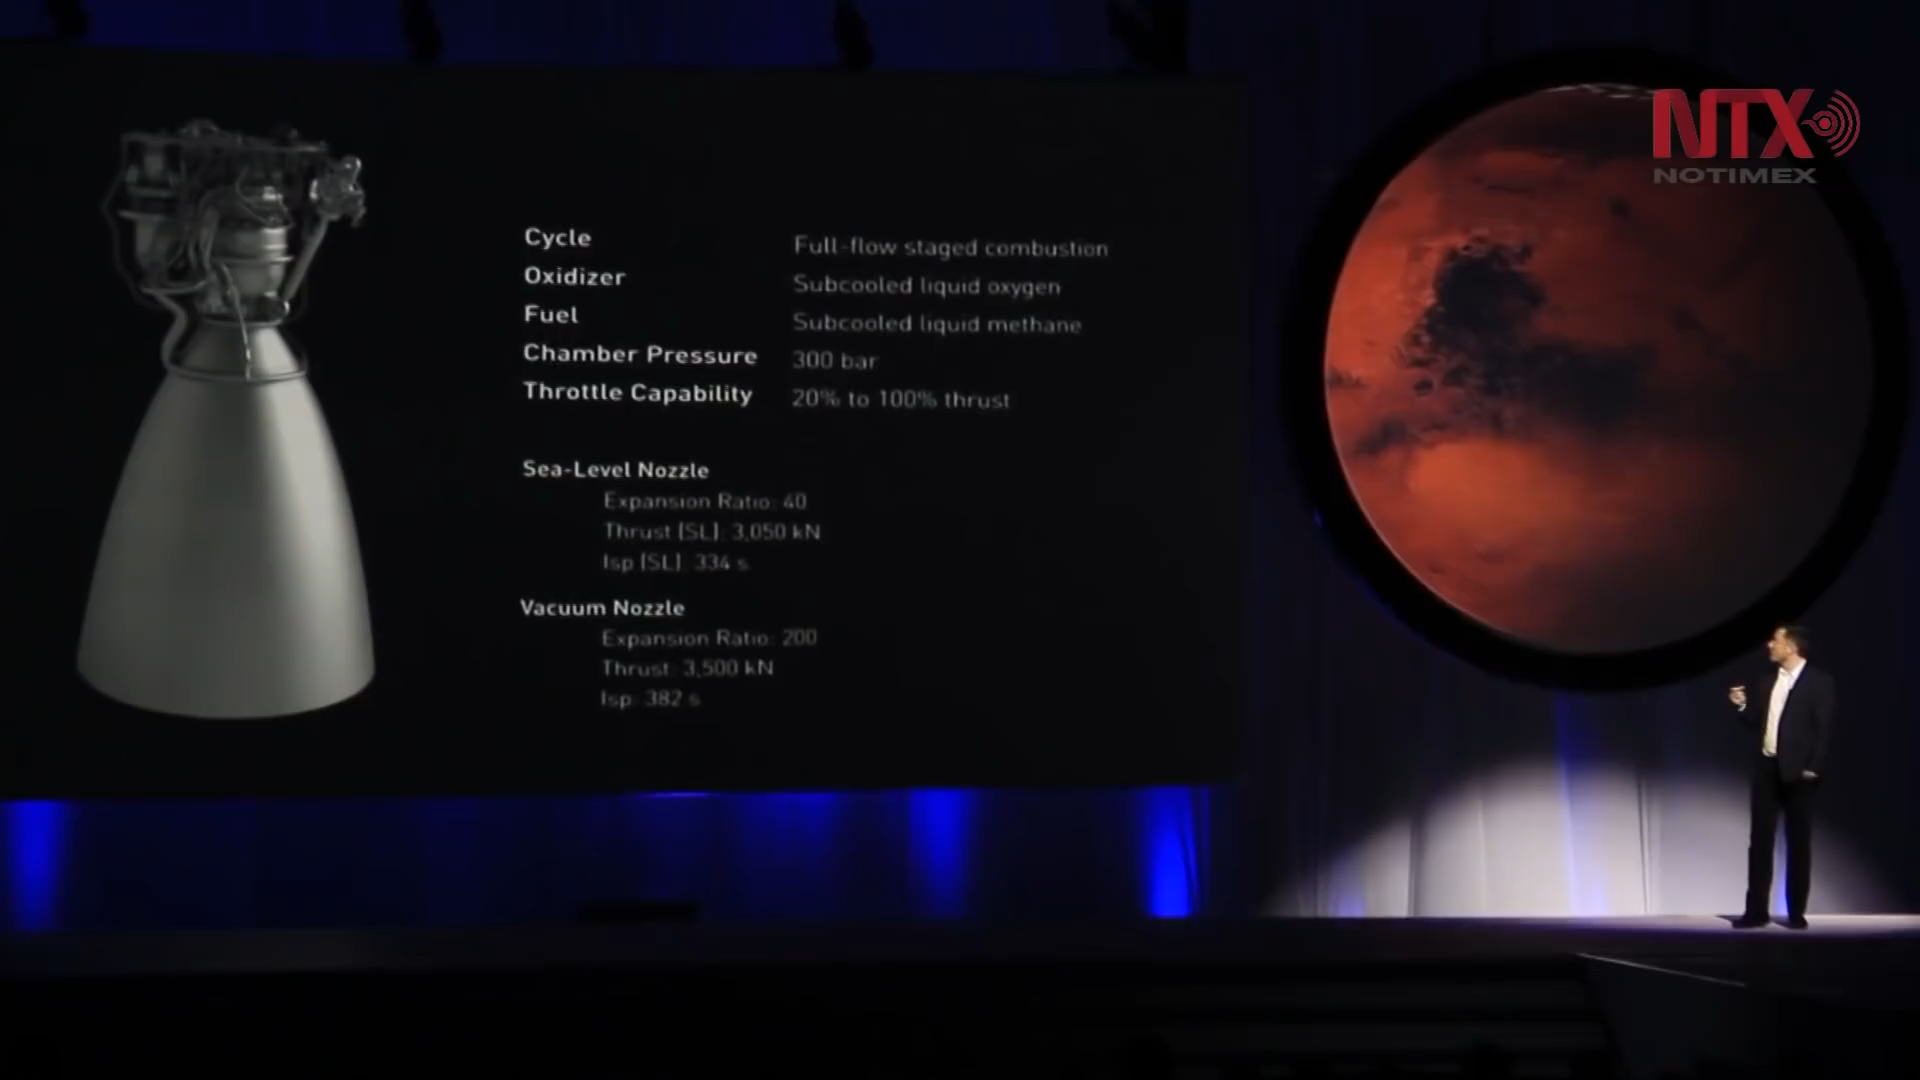 NTX
NOTIMEX
Cycle Full-flow staged combustion
Oxidizer Subcooled liquid oxygen
Fuel Subcooled liquid methane
Chamber Pressure 300 bar
Throttle Capability 20% to 100% thrust
Sea-Level Nozzle
Expansion Ratio: 40
Thrust (SL): 3,050 kN
Isp (SL): 334 s
Vacuum Nozzle
Expansion Ratio: 200
Thrust: 3,500 kN
Isp: 382 s